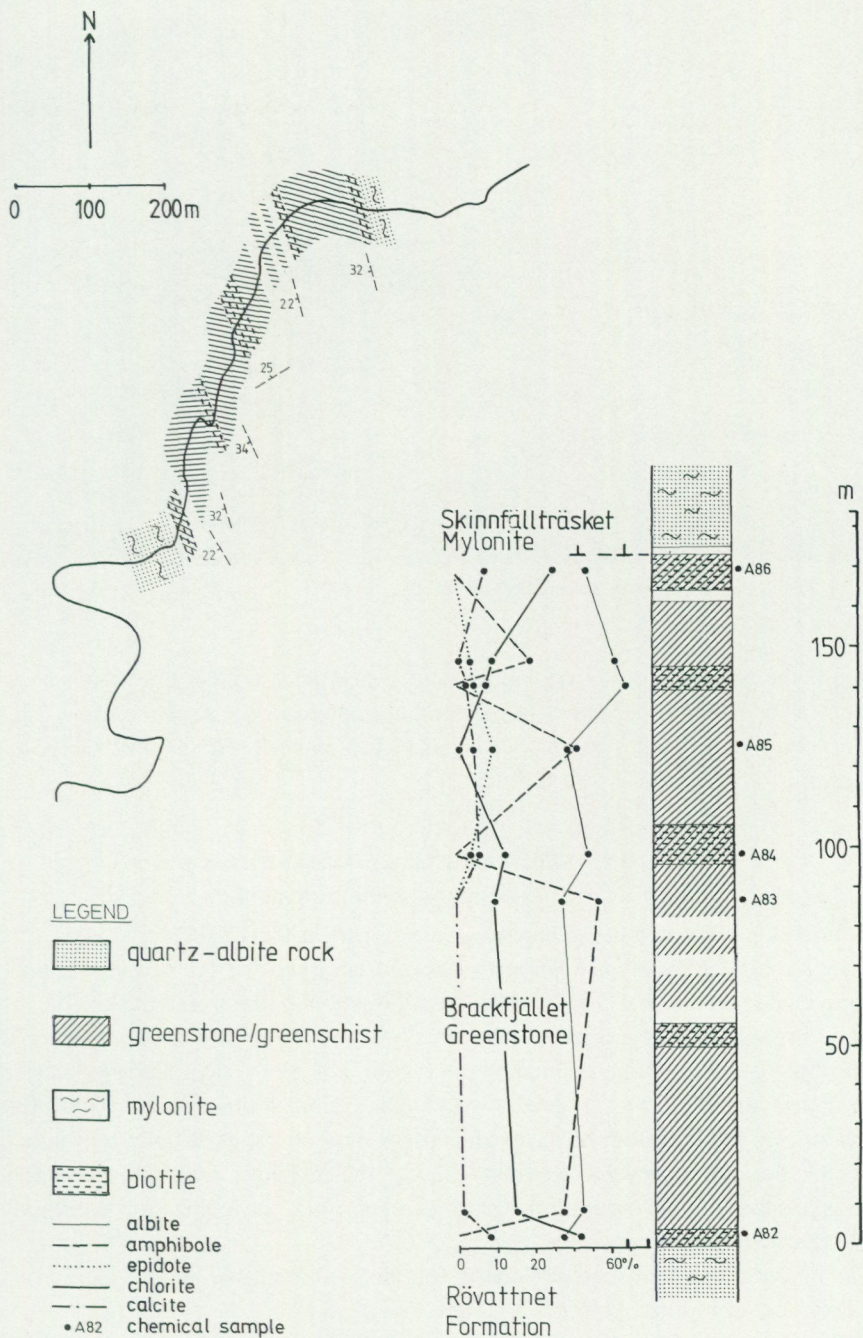 N
0 100 200m
32
22
25
34
32
22
Skinnfällträsket
Mylonite
m
A86
150
A85
A84
100
A83
Brackfjället
Greenstone
50
A82
0
0 10 20 60%
Rövattnet
Formation
LEGEND
quartz-albite rock
greenstone/greenschist
mylonite
biotite
albite
amphibole
epidote
chlorite
calcite
A82 chemical sample